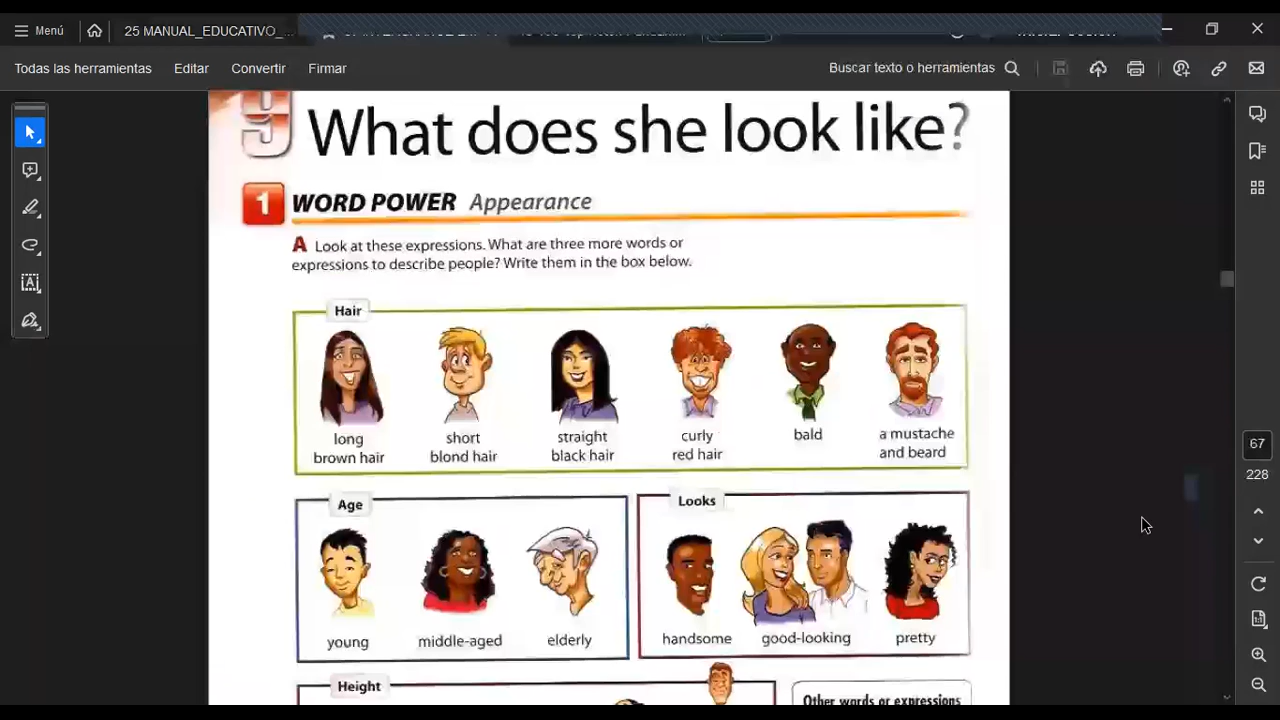 Menú
25 MANUAL_EDUCATIVO_...
Todas las herramientas
Editar
Convertir
Firmar
Buscar texto o herramientas
9 What does she look like?
1 WORD POWER Appearance
A Look at these expressions. What are three more words or
expressions to describe people? Write them in the box below.
Hair
long
brown hair
short
blond hair
straight
black hair
curly
red hair
bald
a mustache
and beard
Age
young
middle-aged
elderly
Looks
handsome
good-looking
pretty
Height
Other words or expressions
67
228